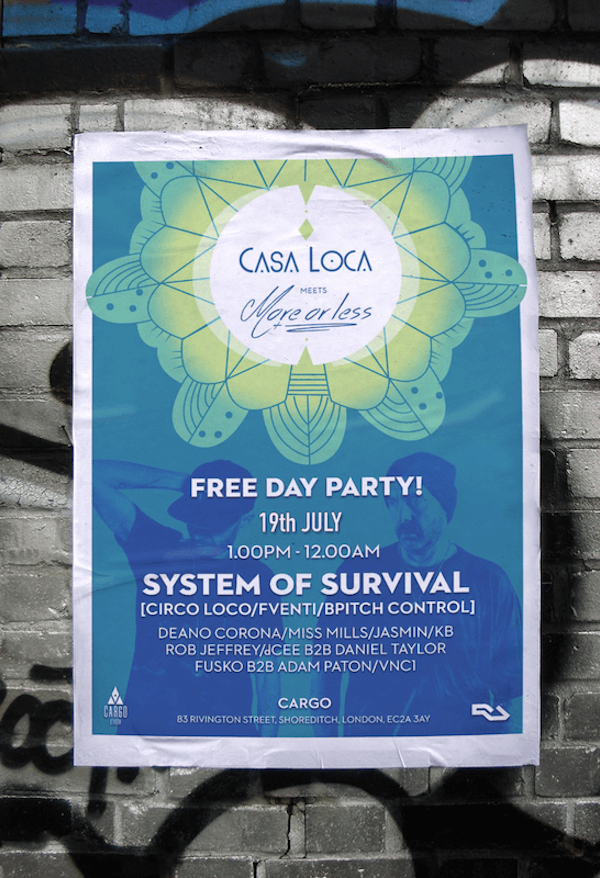 CASA LOCA
MEETS
More or less
FREE DAY PARTY!
19th JULY
1.00PM - 12.00AM
SYSTEM OF SURVIVAL
[CIRCO LOCO/FVENTI/BPITCH CONTROL]
DEANO CORONA/MISS MILLS/JASMIN/KB
ROB JEFFREY/dCEE B2B DANIEL TAYLOR
FUSKO B2B ADAM PATON/VNC1
CARGO
83 RIVINGTON STREET, SHOREDITCH, LONDON, EC2A 3AY
CARGO
RA